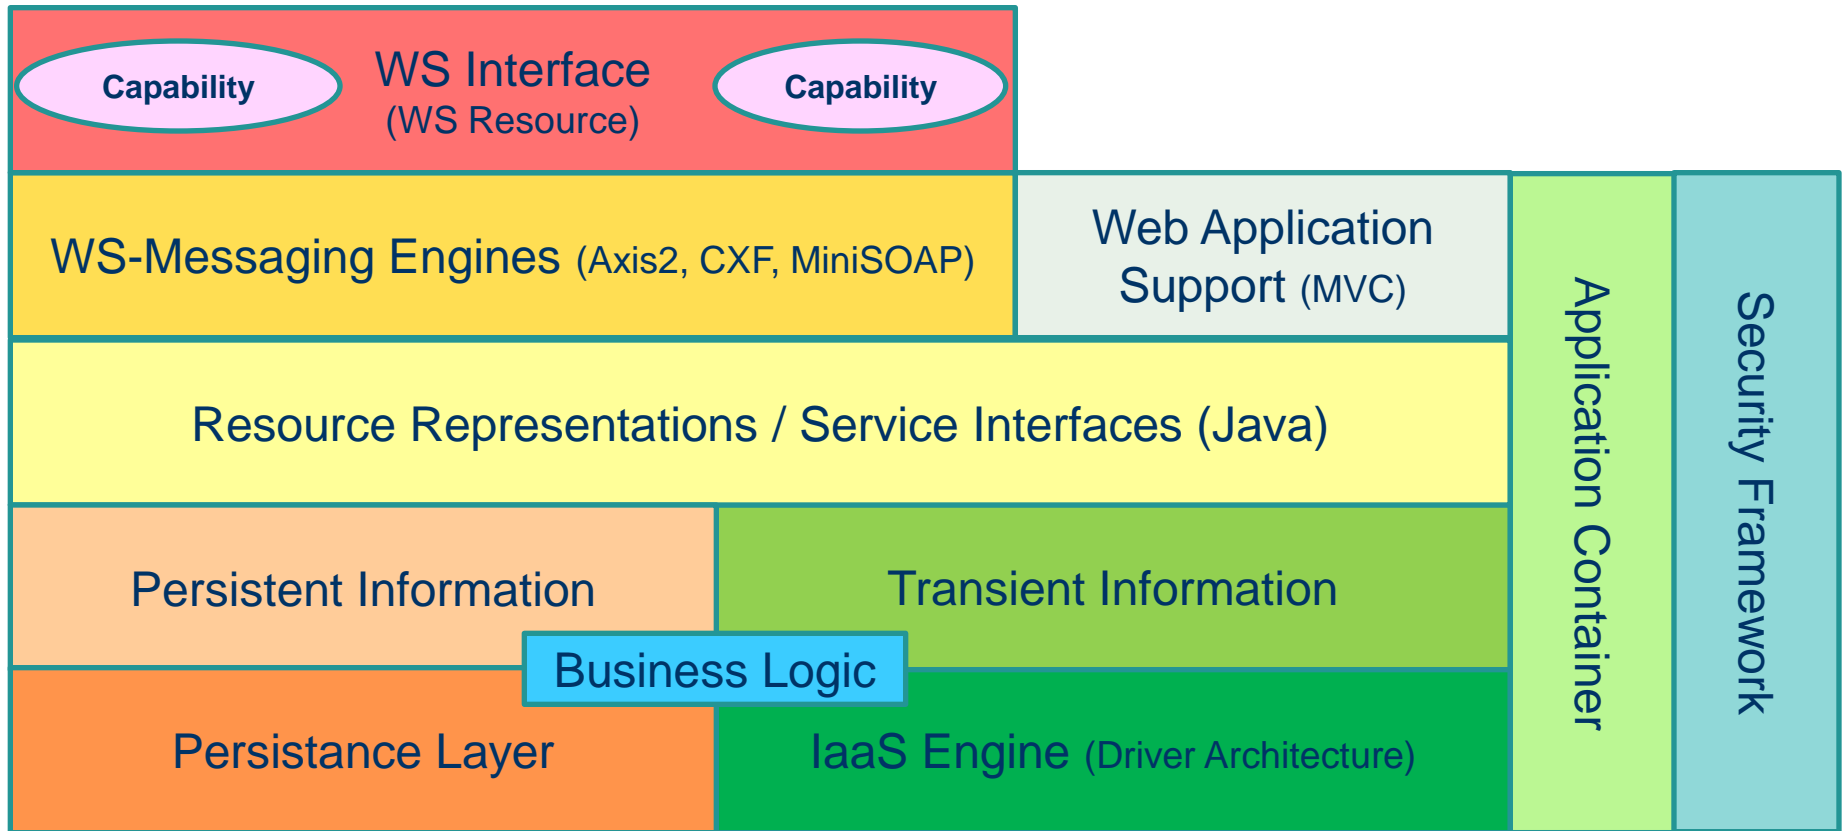 Capability
WS Interface
(WS Resource)
Capability
WS-Messaging Engines (Axis2, CXF, MiniSOAP)
Web Application
Support (MVC)
Resource Representations / Service Interfaces (Java)
Persistent Information
Transient Information
Business Logic
Persistance Layer
IaaS Engine (Driver Architecture)
Application Container
Security Framework